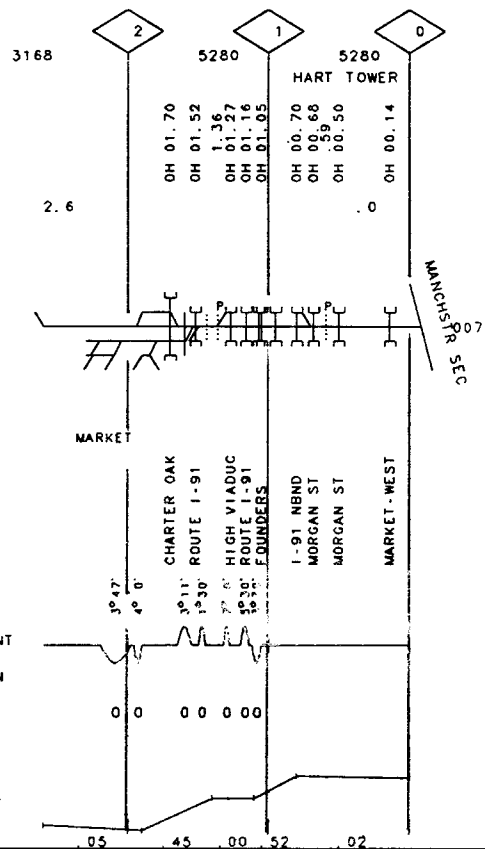 2 1 0
3168 5280 5280
HART TOWER
OH 01.70
OH 01.52
1.36
OH 01.27
OH 01.16
OH 01.05
OH 00.70
OH 00.68
.59
OH 00.50
OH 00.14
2.6 .0
P P
MANCHSTR SEC
007
MARKET
CHARTER OAK
ROUTE I-91
HIGH VIADUC
ROUTE I-91
FOUNDERS
I-91 NBND
MORGAN ST
MORGAN ST
MARKET-WEST
3°47'
4° 0'
3°11'
1°30'
5°30'
NT
N
0 0 0 0 0 0 0
.05 .45 .00 .52 .02